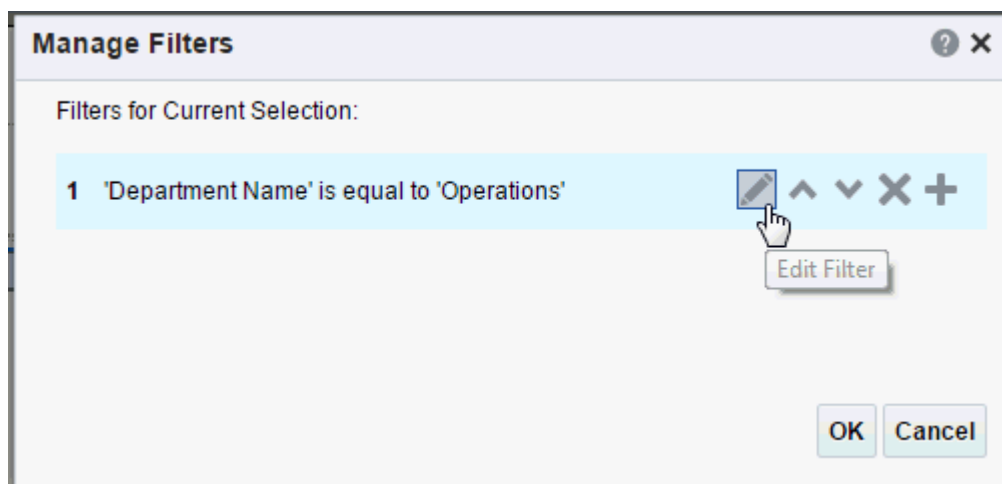 Manage Filters
Filters for Current Selection:
1 'Department Name' is equal to 'Operations'
Edit Filter
OK Cancel